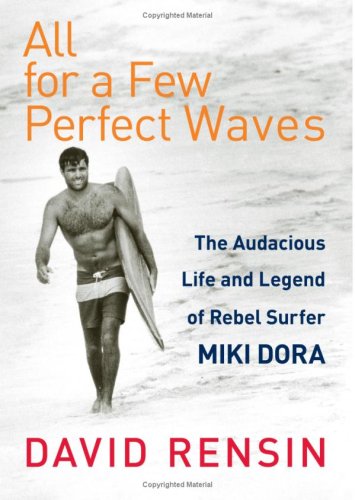 Copyrighted Material
All
for a Few
Perfect Waves
The Audacious
Life and Legend
of Rebel Surfer
MIKI DORA
DAVID RENSIN
Copyrighted Material